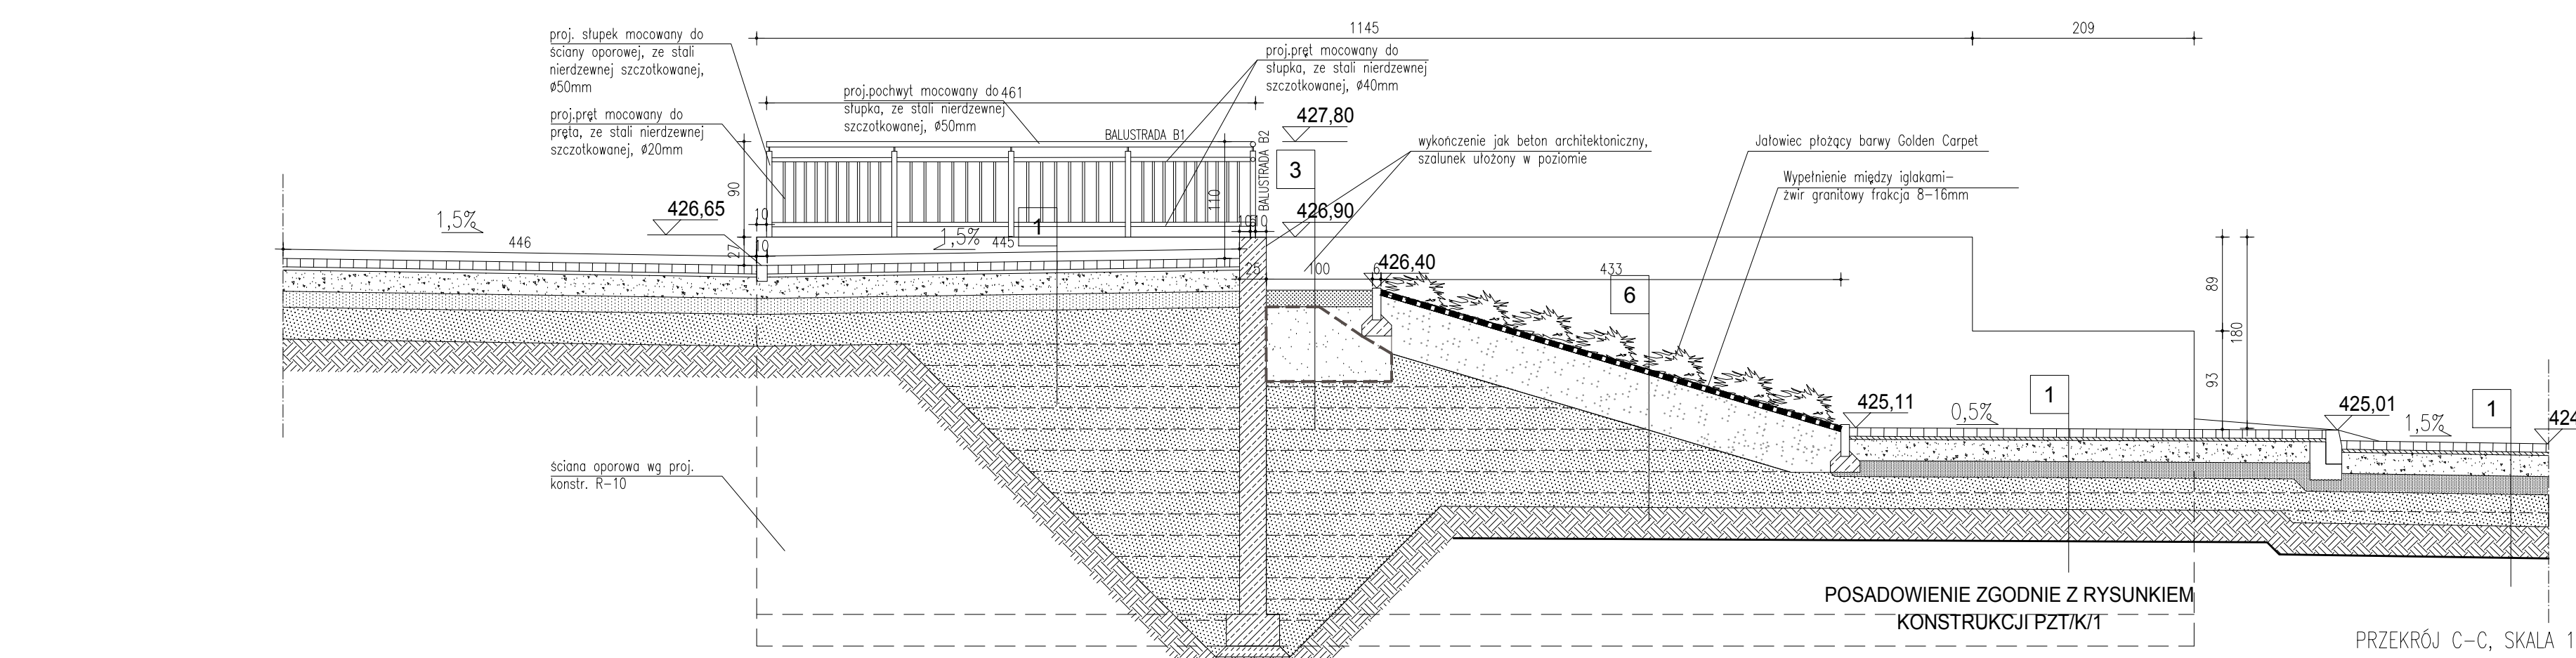 1145
209
proj. słupek mocowany do
ściany oporowej, ze stali
nierdzewnej szczotkowanej,
Ø50mm
proj.pręt mocowany do
pręta, ze stali nierdzewnej
szczotkowanej, Ø20mm
proj.pochwyt mocowany do
słupka, ze stali nierdzewnej
szczotkowanej, Ø50mm
461
proj.pręt mocowany do
słupka, ze stali nierdzewnej
szczotkowanej, Ø40mm
BALUSTRADA B1
BALUSTRADA B2
427,80
wykończenie jak beton architektoniczny,
szalunek ułożony w poziomie
Jałowiec płożący barwy Golden Carpet
Wypełnienie między iglakami-
żwir granitowy frakcja 8-16mm
3
90
110
10
426,65
426,90
1
1,5%
446
27
10
1,5%
445
25
100
6
426,40
433
6
89
180
93
425,11
0,5%
1
425,01
1,5%
1
424
ściana oporowa wg proj.
konstr. R-10
POSADOWIENIE ZGODNIE Z RYSUNKIEM
KONSTRUKCJI PZT/K/1
PRZEKRÓJ C-C, SKALA 1